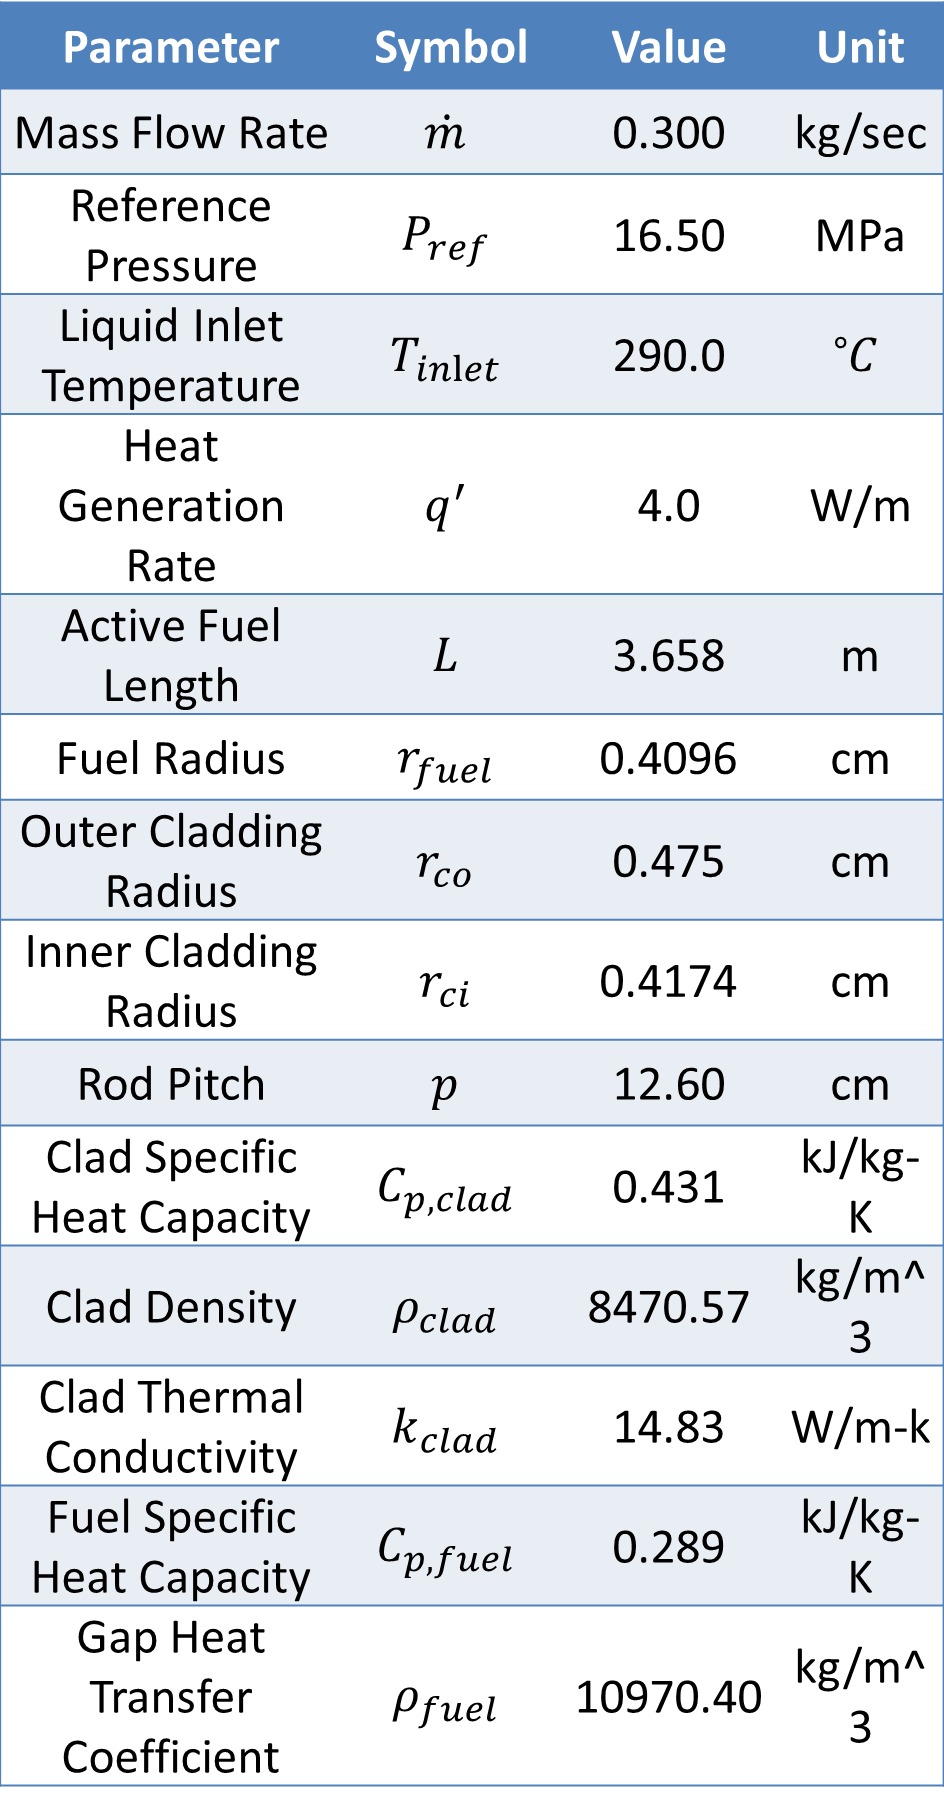 Parameter Symbol Value Unit
Mass Flow Rate ṁ 0.300 kg/sec
Reference
Pressure P_ref 16.50 MPa
Liquid Inlet
Temperature T_inlet 290.0 °C
Heat
Generation
Rate q′ 4.0 W/m
Active Fuel
Length L 3.658 m
Fuel Radius r_fuel 0.4096 cm
Outer Cladding
Radius r_co 0.475 cm
Inner Cladding
Radius r_ci 0.4174 cm
Rod Pitch p 12.60 cm
Clad Specific
Heat Capacity C_p,clad 0.431 kJ/kg-
K
Clad Density ρ_clad 8470.57 kg/m^
3
Clad Thermal
Conductivity k_clad 14.83 W/m-k
Fuel Specific
Heat Capacity C_p,fuel 0.289 kJ/kg-
K
Gap Heat
Transfer
Coefficient ρ_fuel 10970.40 kg/m^
3